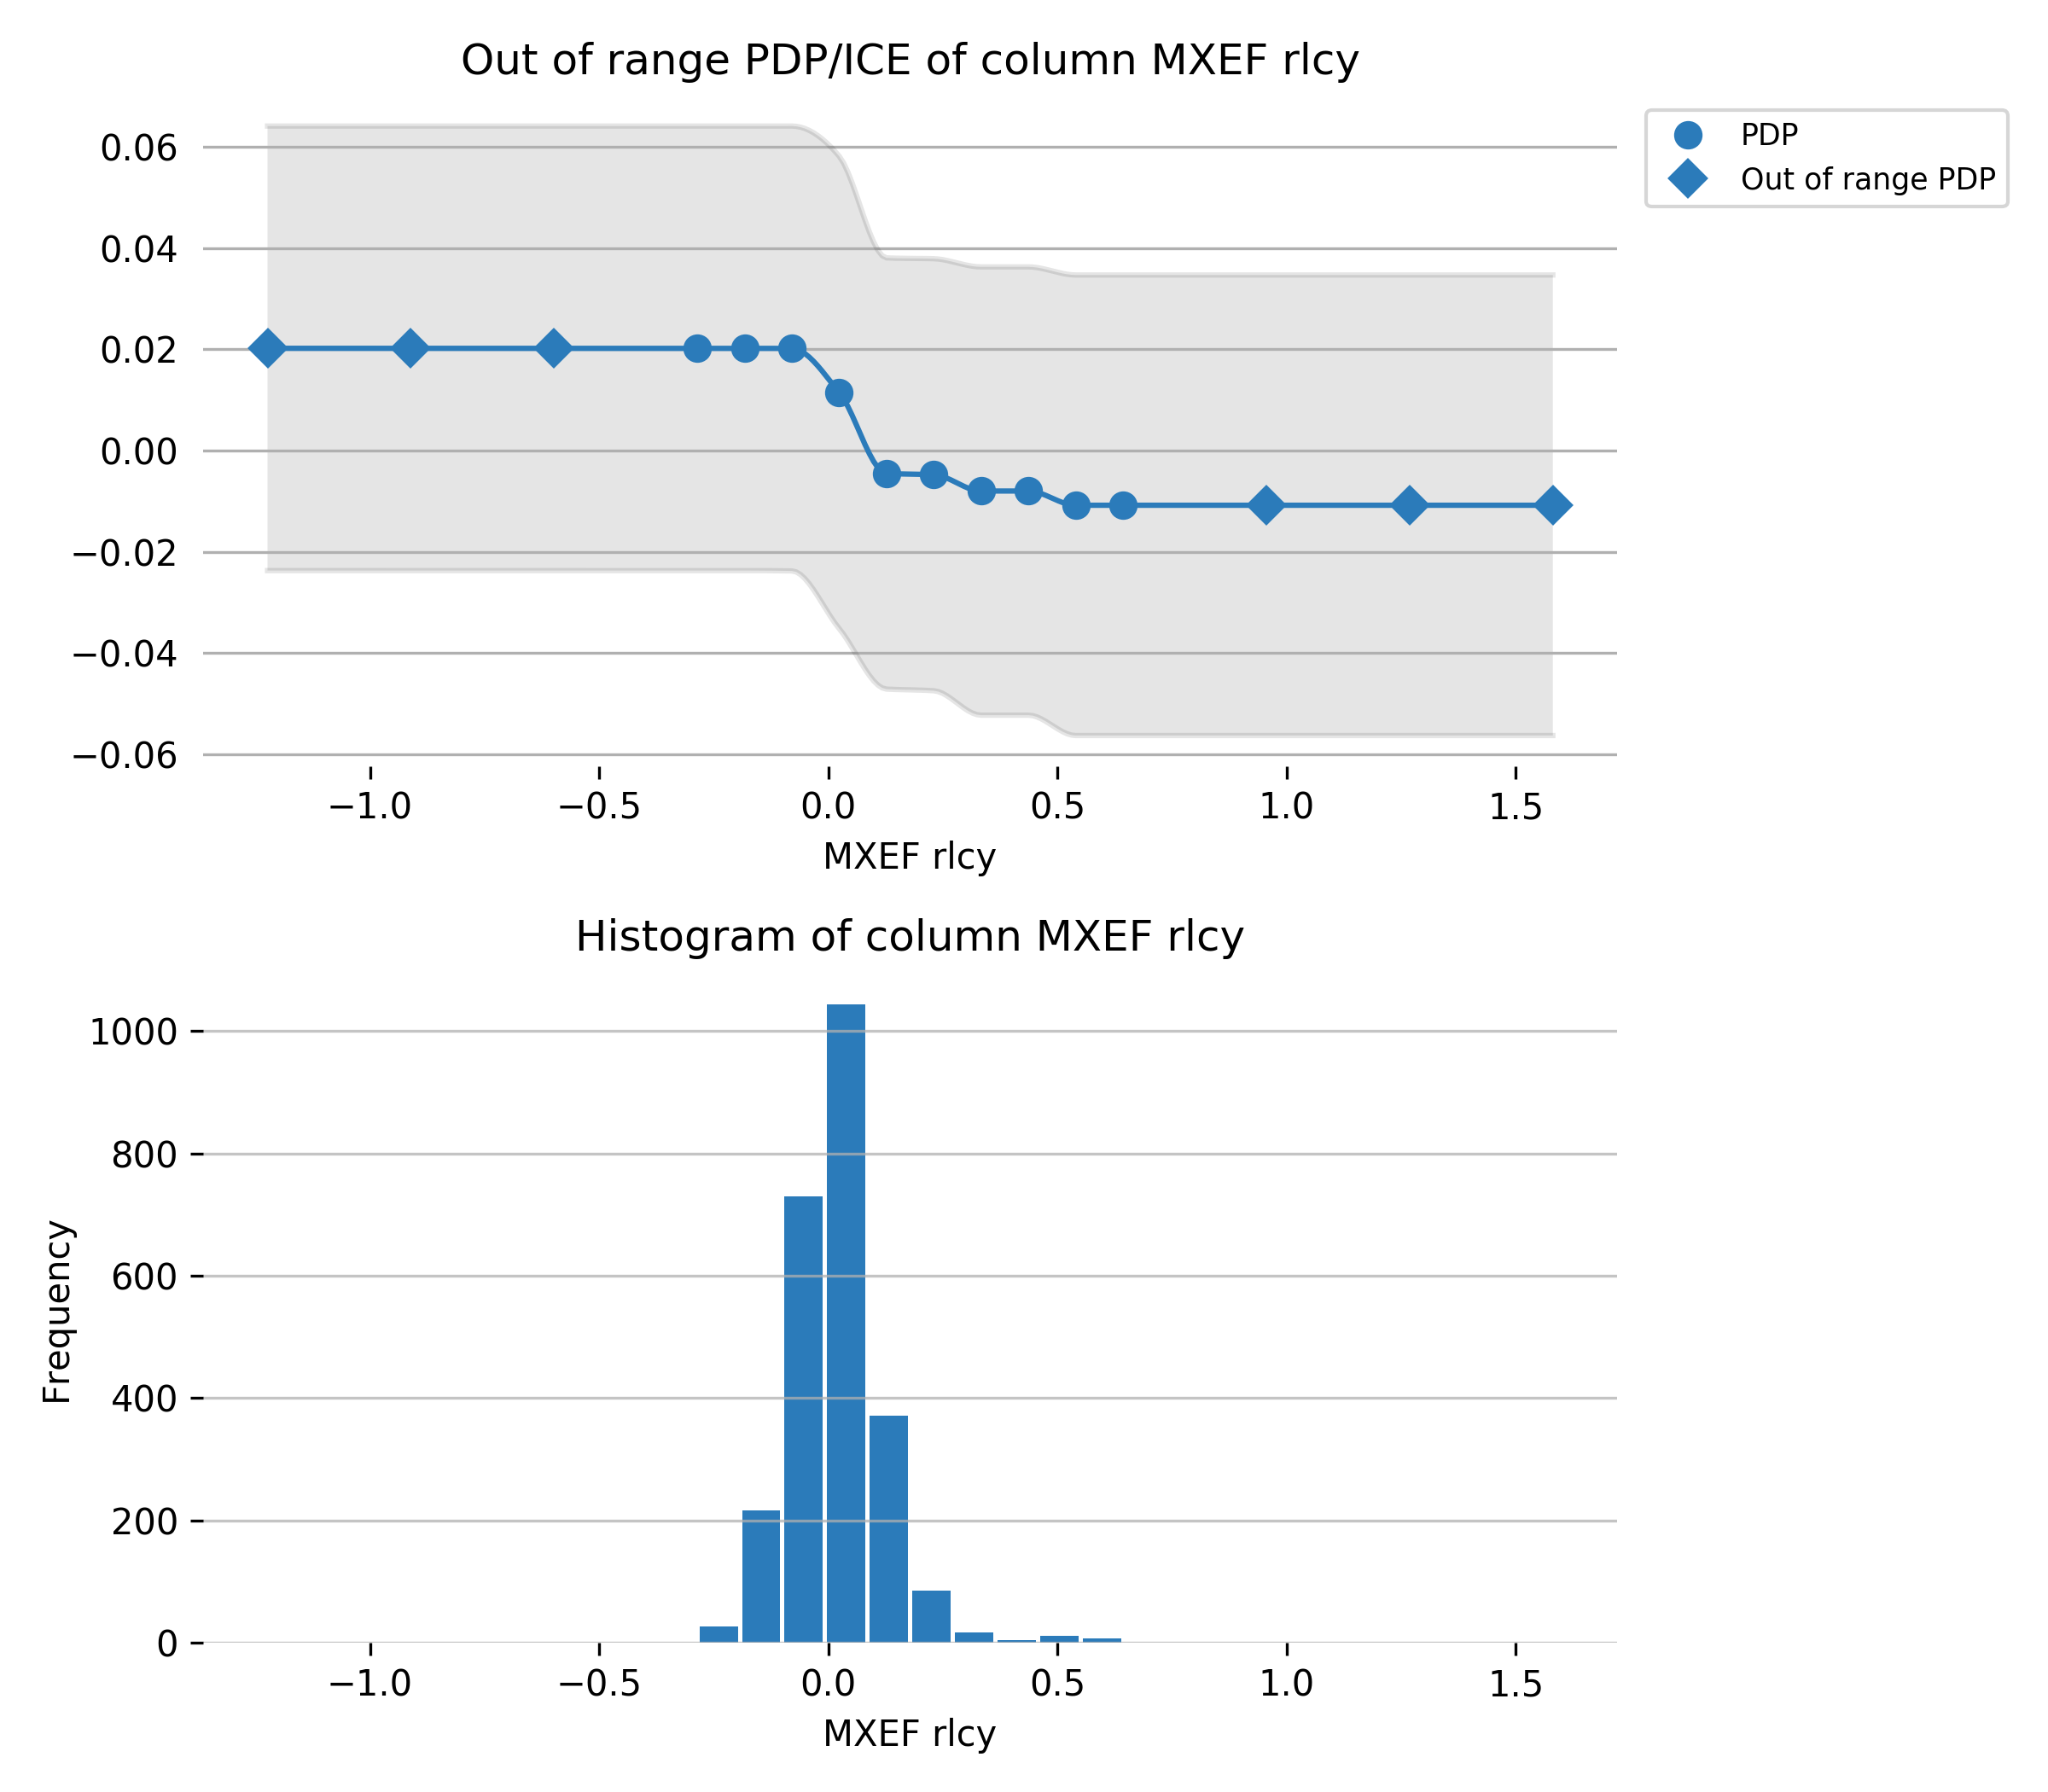 Out of range PDP/ICE of column MXEF rlcy
PDP
Out of range PDP
0.06
0.04
0.02
0.00
−0.02
−0.04
−0.06
−1.0 −0.5 0.0 0.5 1.0 1.5
MXEF rlcy
Histogram of column MXEF rlcy
1000
800
600
400
200
0
Frequency
−1.0 −0.5 0.0 0.5 1.0 1.5
MXEF rlcy